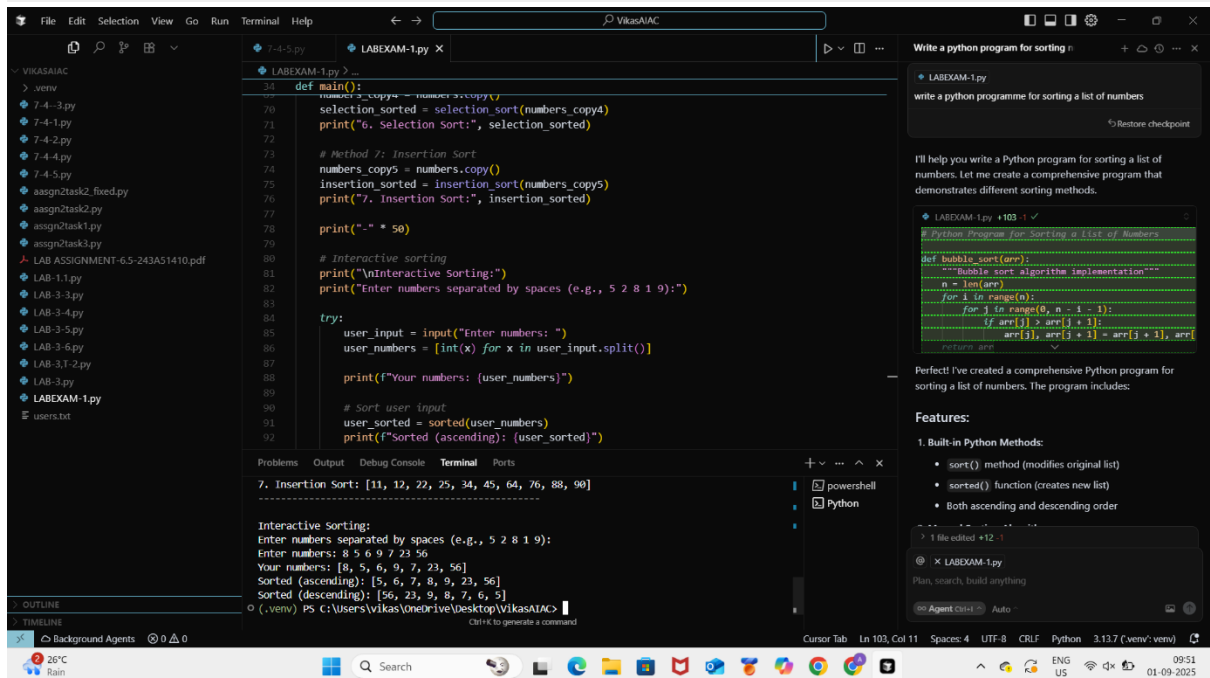 File Edit Selection View Go Run Terminal Help
VikasAIAC
VIKASAIAC
.venv
7-4--3.py
7-4-1.py
7-4-2.py
7-4-4.py
7-4-5.py
aasgn2task2_fixed.py
aasgn2task2.py
assgn2task1.py
assgn2task3.py
LAB ASSIGNMENT-6.5-243A51410.pdf
LAB-1.1.py
LAB-3-3.py
LAB-3-4.py
LAB-3-5.py
LAB-3-6.py
LAB-3,T-2.py
LAB-3.py
LABEXAM-1.py
users.txt
OUTLINE
TIMELINE
7-4-5.py LABEXAM-1.py
LABEXAM-1.py > ...
34 def main():
69 numbers_copy4 = numbers.copy()
70 selection_sorted = selection_sort(numbers_copy4)
71 print("6. Selection Sort:", selection_sorted)
72
73 # Method 7: Insertion Sort
74 numbers_copy5 = numbers.copy()
75 insertion_sorted = insertion_sort(numbers_copy5)
76 print("7. Insertion Sort:", insertion_sorted)
77
78 print("-" * 50)
79
80 # Interactive sorting
81 print("\nInteractive Sorting:")
82 print("Enter numbers separated by spaces (e.g., 5 2 8 1 9):")
83
84 try:
85 user_input = input("Enter numbers: ")
86 user_numbers = [int(x) for x in user_input.split()]
87
88 print(f"Your numbers: {user_numbers}")
89
90 # Sort user input
91 user_sorted = sorted(user_numbers)
92 print(f"Sorted (ascending): {user_sorted}")
Problems Output Debug Console Terminal Ports
7. Insertion Sort: [11, 12, 22, 25, 34, 45, 64, 76, 88, 90]
--------------------------------------------------
Interactive Sorting:
Enter numbers separated by spaces (e.g., 5 2 8 1 9):
Enter numbers: 8 5 6 9 7 23 56
Your numbers: [8, 5, 6, 9, 7, 23, 56]
Sorted (ascending): [5, 6, 7, 8, 9, 23, 56]
Sorted (descending): [56, 23, 9, 8, 7, 6, 5]
(.venv) PS C:\Users\vikas\OneDrive\Desktop\VikasAIAC>
Ctrl+K to generate a command
powershell
Python
Write a python program for sorting
LABEXAM-1.py
write a python programme for sorting a list of numbers
Restore checkpoint
I'll help you write a Python program for sorting a list of
numbers. Let me create a comprehensive program that
demonstrates different sorting methods.
LABEXAM-1.py +103 -1
# Python Program for Sorting a List of Numbers
def bubble_sort(arr):
"""Bubble sort algorithm implementation"""
n = len(arr)
for i in range(n):
for j in range(0, n - i - 1):
if arr[j] > arr[j + 1]:
arr[j], arr[j + 1] = arr[j + 1], arr[
return arr
Perfect! I've created a comprehensive Python program for
sorting a list of numbers. The program includes:
Features:
1. Built-in Python Methods:
• sort() method (modifies original list)
• sorted() function (creates new list)
• Both ascending and descending order
1 file edited +12 -1
@ LABEXAM-1.py
Plan, search, build anything
Agent Ctrl+I Auto
Background Agents 0 0
Cursor Tab Ln 103, Col 11 Spaces: 4 UTF-8 CRLF Python 3.13.7 ('.venv': venv)
2
26°C
Rain
Search
ENG
US
09:51
01-09-2025